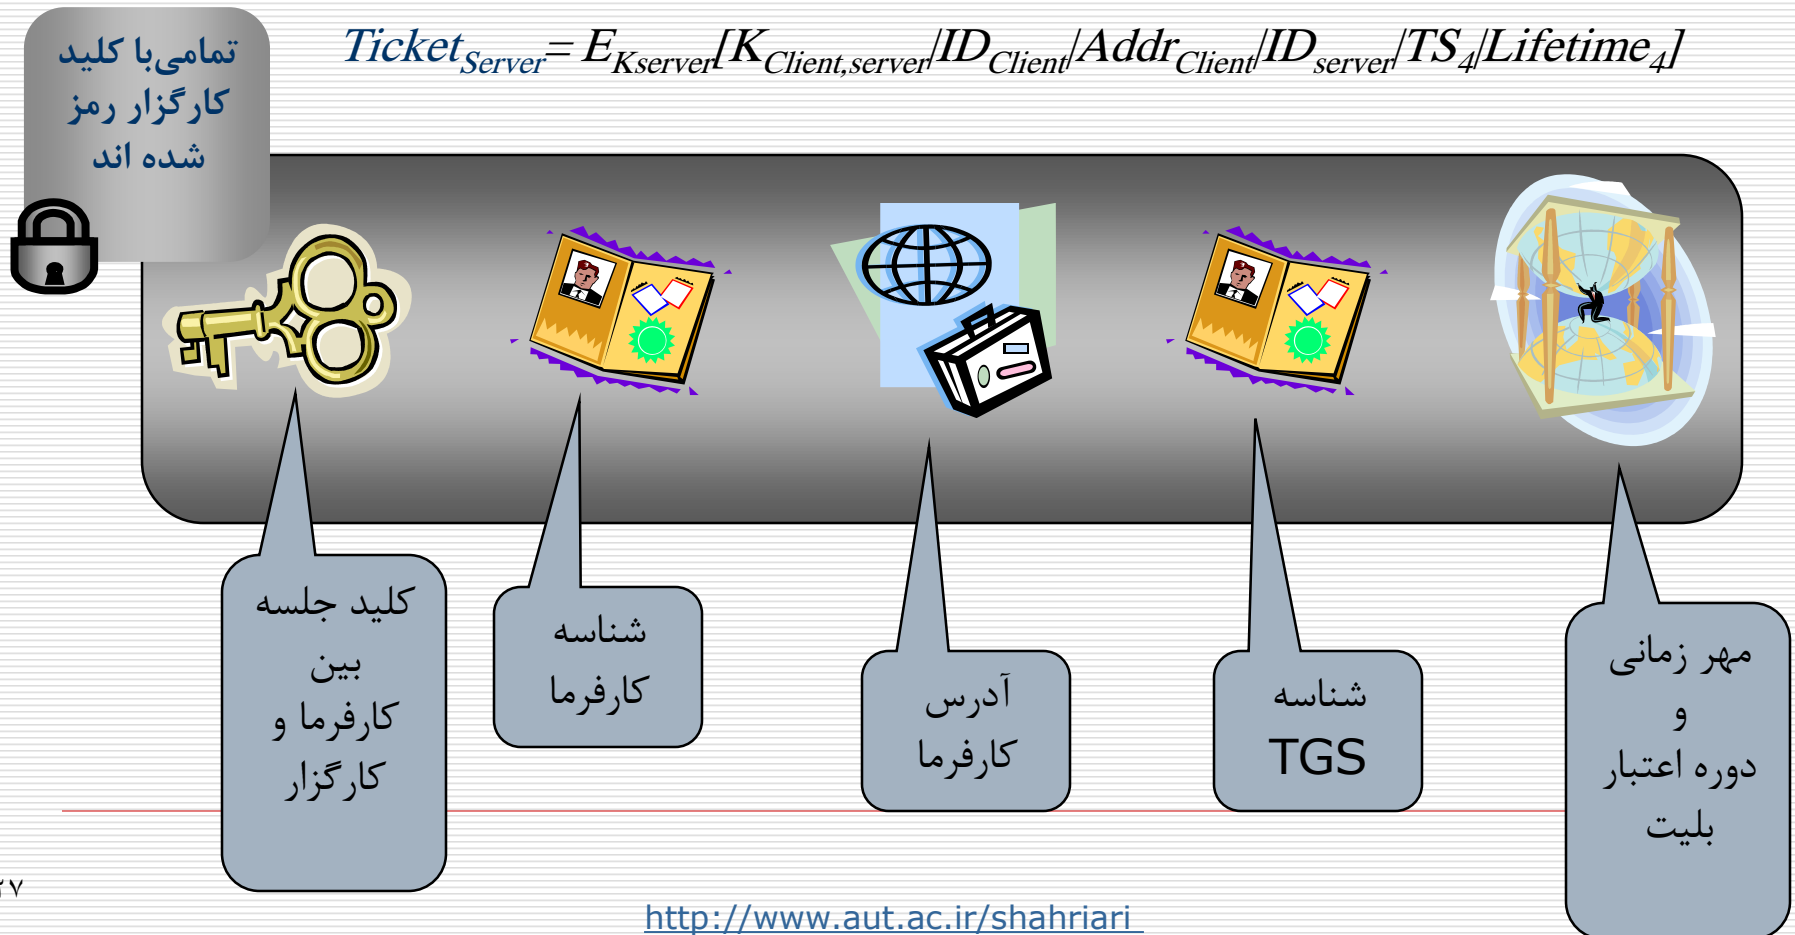 تمامی با کلید
کارگزار رمز
شده اند
Ticket_Server = E_Kserver[K_Client,server|ID_Client|Addr_Client|ID_server|TS_4|Lifetime_4]
کلید جلسه
بین
کارفرما و
کارگزار
شناسه
کارفرما
آدرس
کارفرما
شناسه
TGS
مهر زمانی
و
دوره اعتبار
بلیت
http://www.aut.ac.ir/shahriari